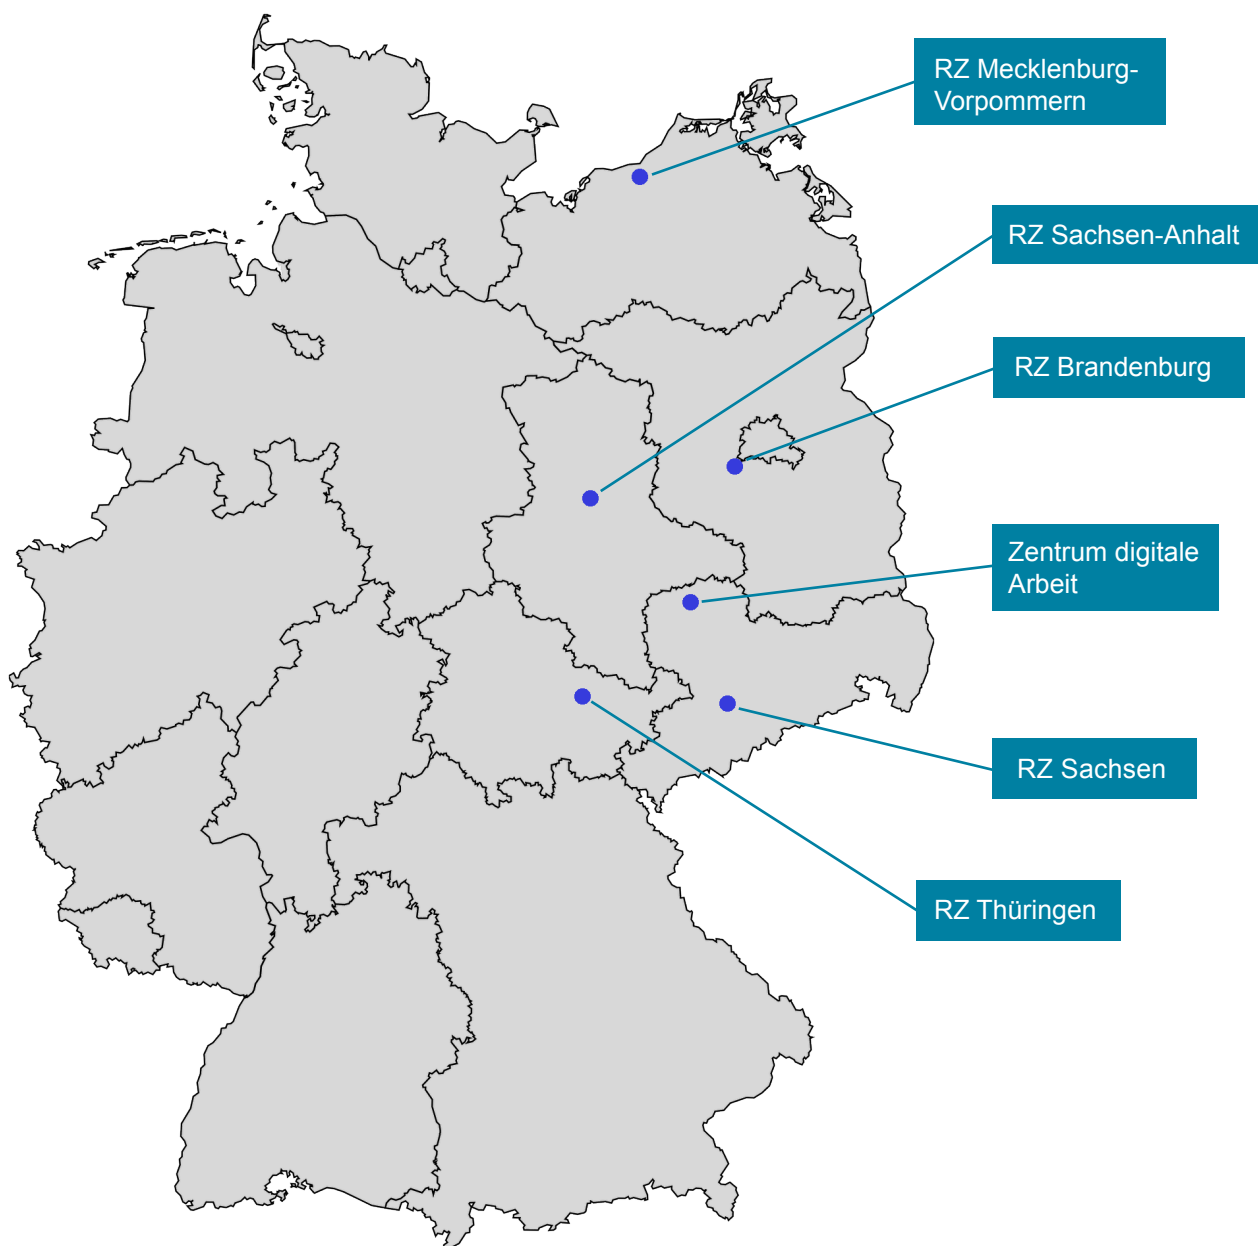 RZ Mecklenburg-
Vorpommern
RZ Sachsen-Anhalt
RZ Brandenburg
Zentrum digitale
Arbeit
RZ Sachsen
RZ Thüringen